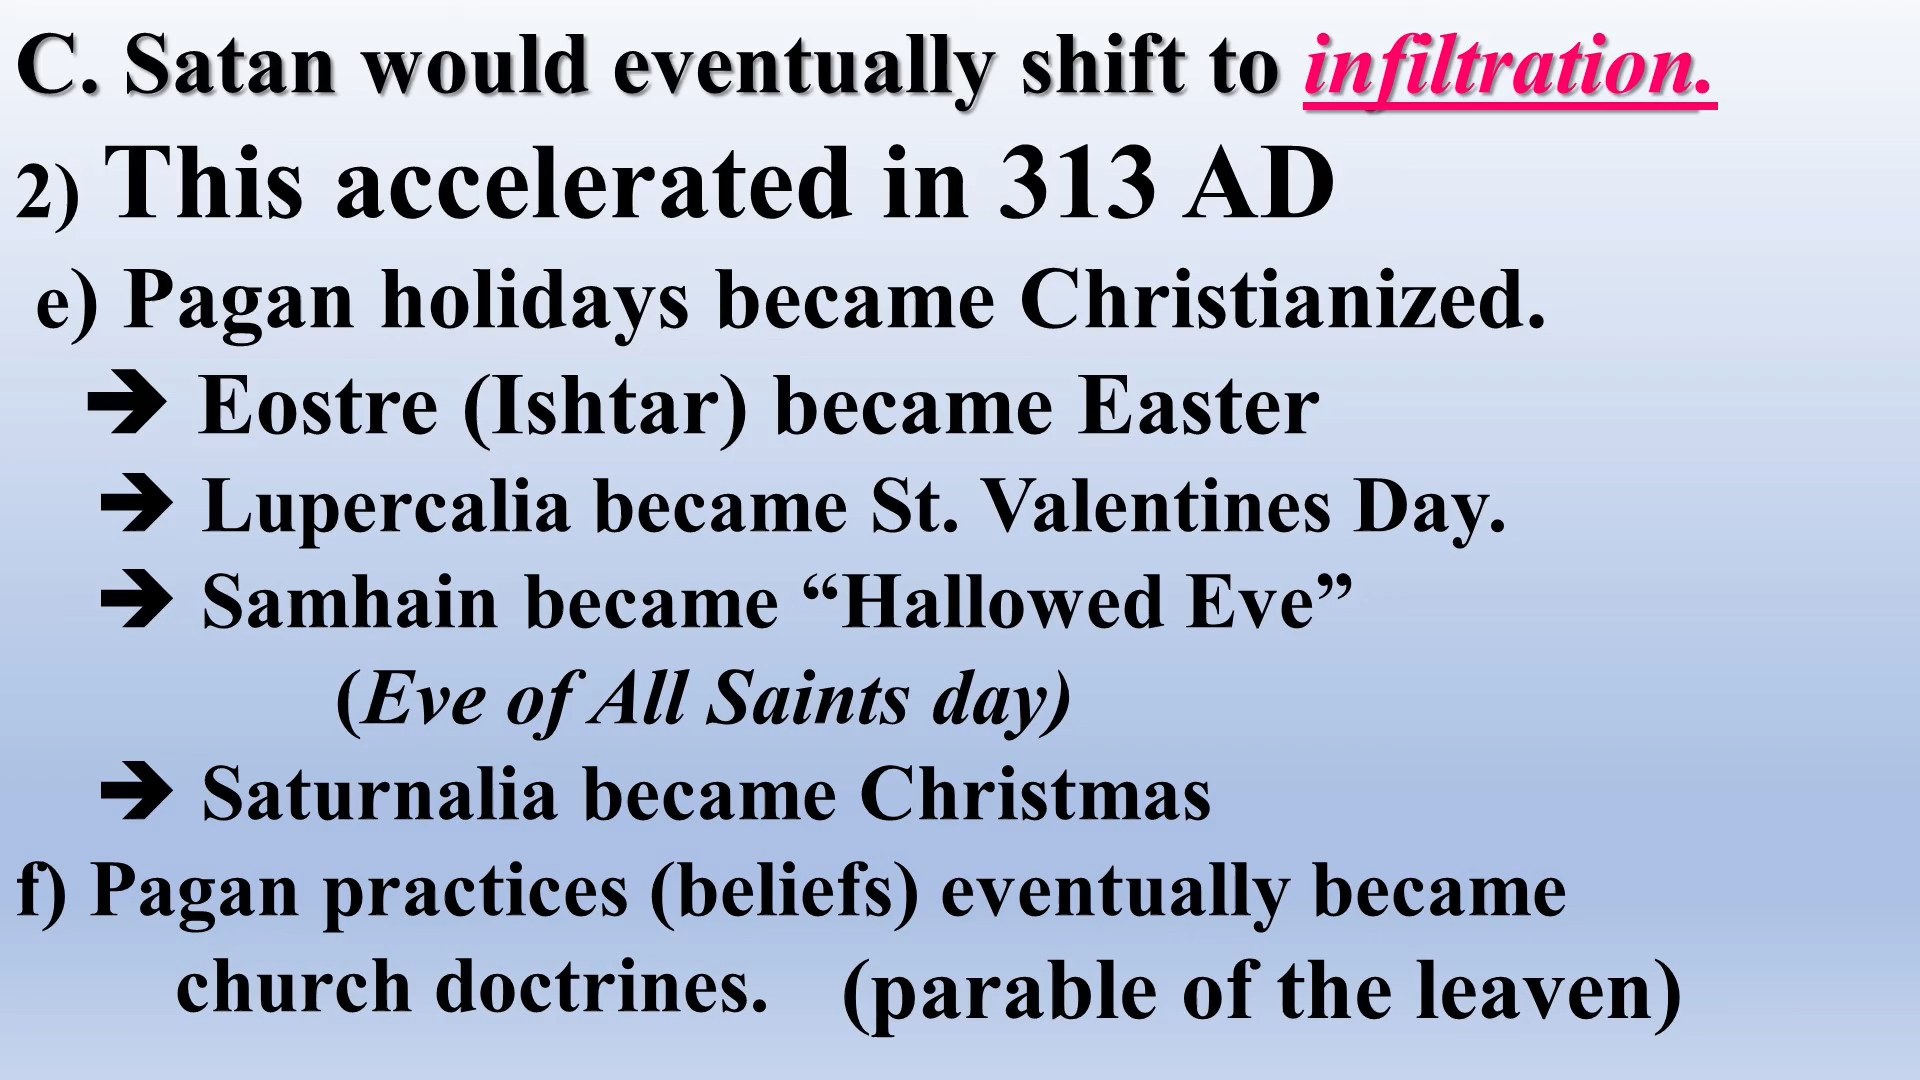 C. Satan would eventually shift to infiltration.
2) This accelerated in 313 AD
e) Pagan holidays became Christianized.
➔ Eostre (Ishtar) became Easter
➔ Lupercalia became St. Valentines Day.
➔ Samhain became “Hallowed Eve”
(Eve of All Saints day)
➔ Saturnalia became Christmas
f) Pagan practices (beliefs) eventually became
church doctrines. (parable of the leaven)